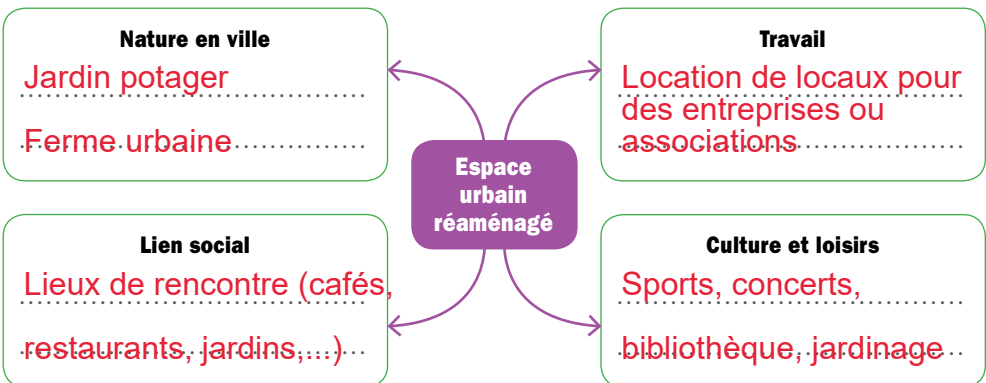 Nature en ville
Jardin potager
Ferme urbaine
Travail
Location de locaux pour
des entreprises ou
associations
Espace
urbain
réaménagé
Lien social
Lieux de rencontre (cafés,
restaurants, jardins,...)
Culture et loisirs
Sports, concerts,
bibliothèque, jardinage